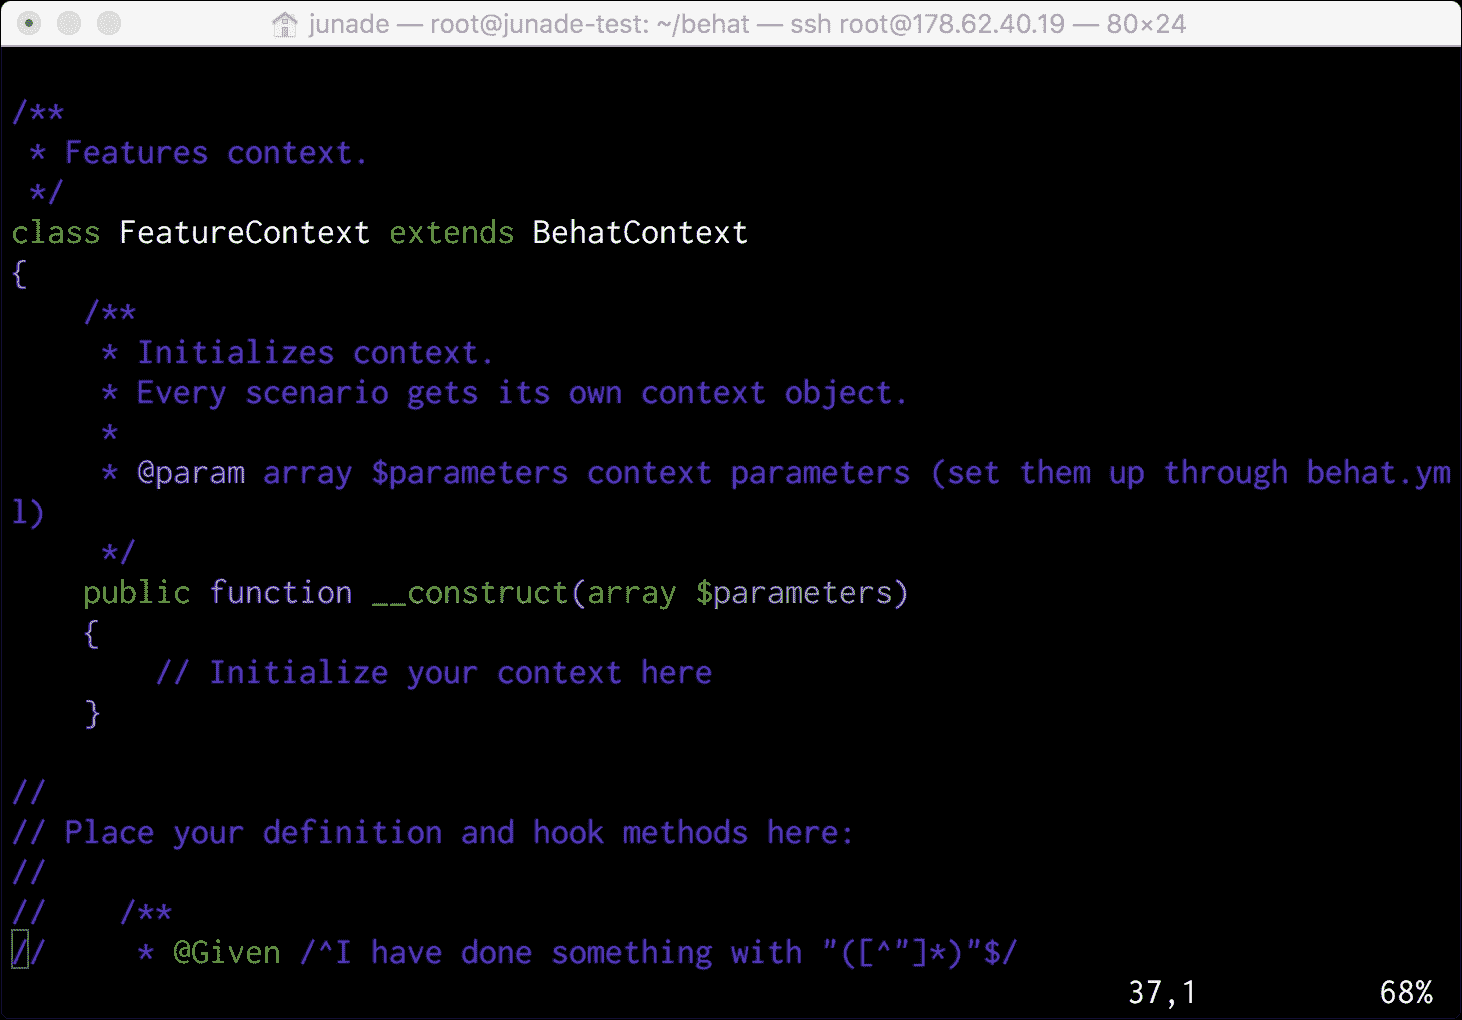 junade — root@junade-test: ~/behat — ssh root@178.62.40.19 — 80×24
/**
 * Features context.
 */
class FeatureContext extends BehatContext
{
    /**
     * Initializes context.
     * Every scenario gets its own context object.
     *
     * @param array $parameters context parameters (set them up through behat.ym
l)
     */
    public function __construct(array $parameters)
    {
        // Initialize your context here
    }
//
// Place your definition and hook methods here:
//
//    /**
//     * @Given /^I have done something with "([^"]*)"$/
37,1 68%